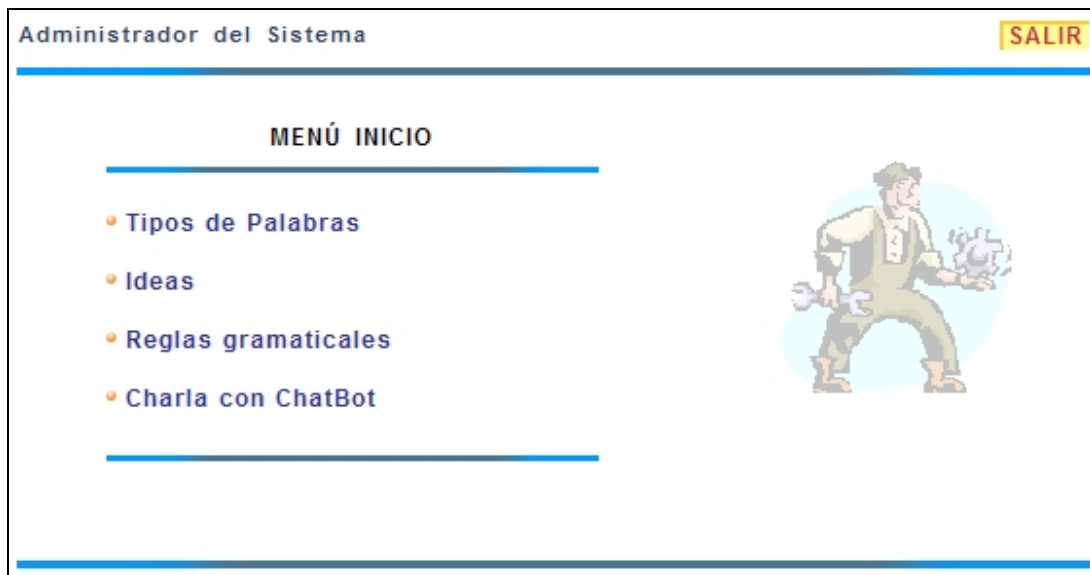 Administrador del Sistema
SALIR
MENÚ INICIO
Tipos de Palabras
Ideas
Reglas gramaticales
Charla con ChatBot